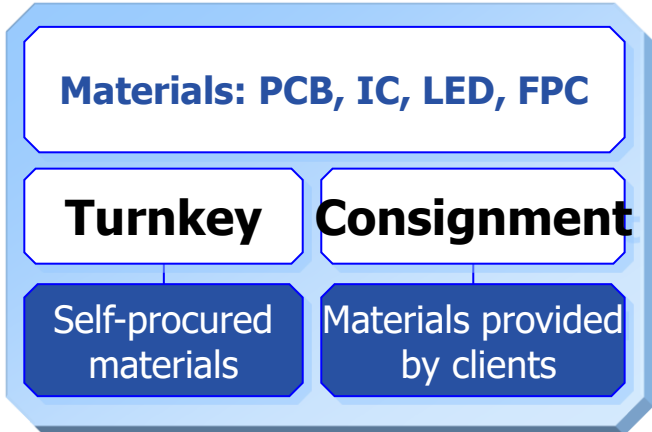 Materials: PCB, IC, LED, FPC
Turnkey
Consignment
Self-procured
materials
Materials provided
by clients